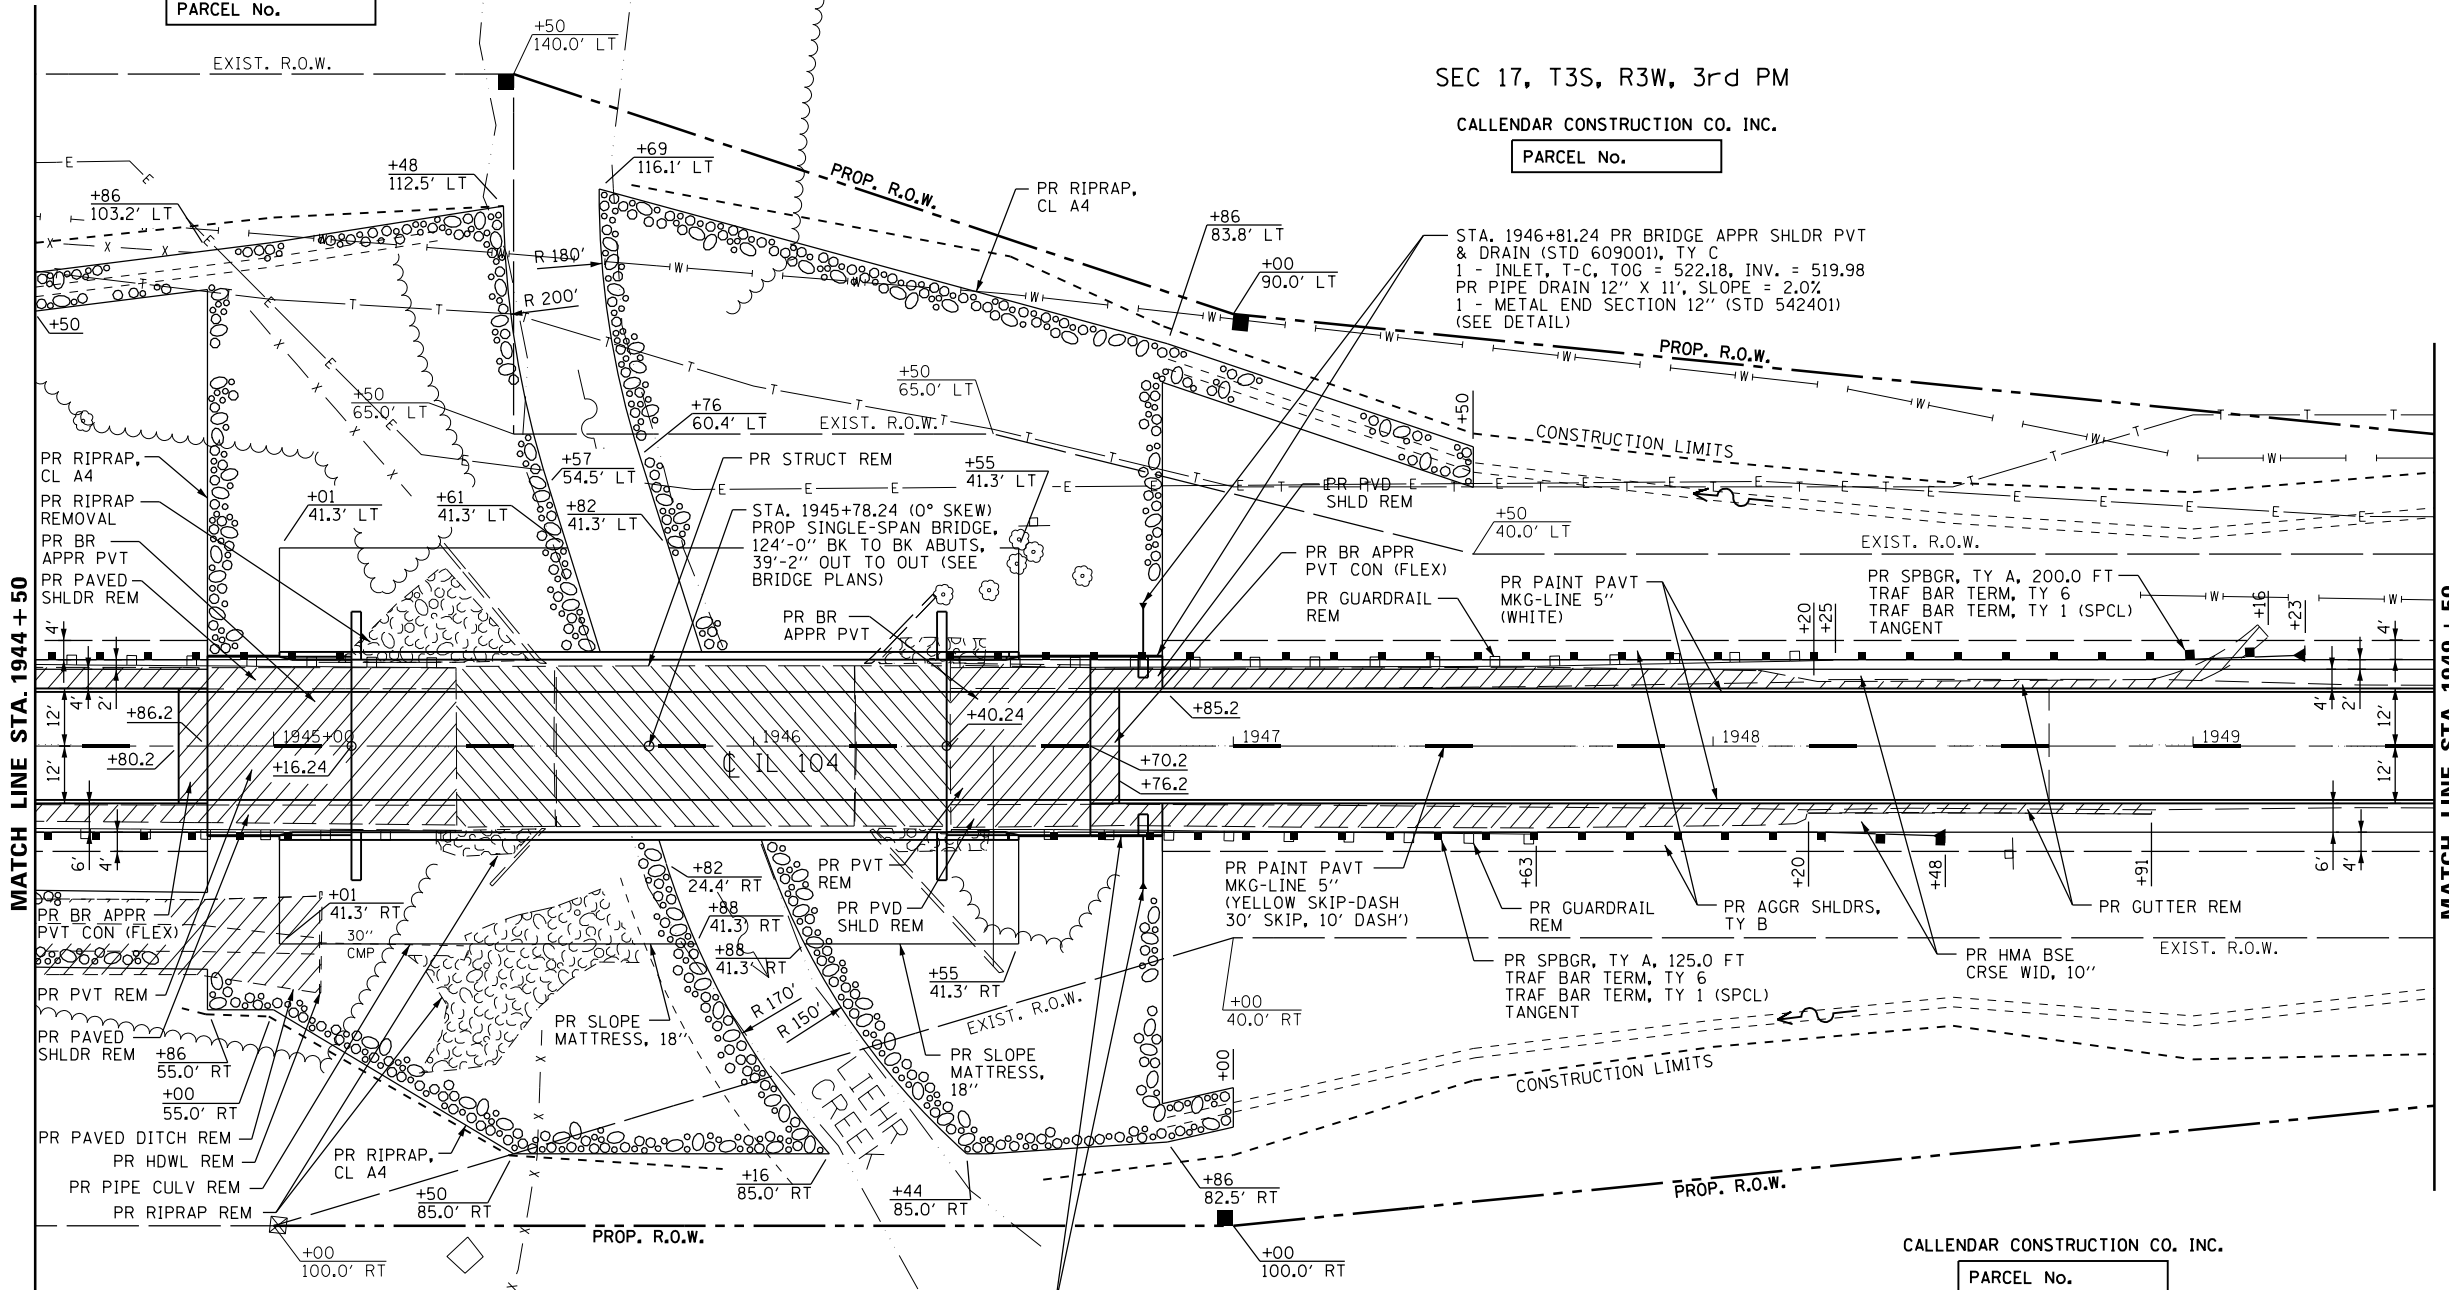 PARCEL No.
+50
140.0' LT
EXIST. R.O.W.
SEC 17, T3S, R3W, 3rd PM
CALLENDAR CONSTRUCTION CO. INC.
PARCEL No.
+48
112.5' LT
+69
116.1' LT
PROP. R.O.W.
PR RIPRAP,
CL A4
+86
103.2' LT
+86
83.8' LT
+00
90.0' LT
STA. 1946+81.24 PR BRIDGE APPR SHLDR PVT
& DRAIN (STD 609001), TY C
1 - INLET, T-C, TOG = 522.18, INV. = 519.98
PR PIPE DRAIN 12" X 11', SLOPE = 2.0%
1 - METAL END SECTION 12" (STD 542401)
(SEE DETAIL)
R 180'
R 200'
+50
PROP. R.O.W.
+50
65.0' LT
+76
60.4' LT
EXIST. R.O.W.
+50
65.0' LT
+50
CONSTRUCTION LIMITS
PR RIPRAP,
CL A4
PR RIPRAP
REMOVAL
PR BR
APPR PVT
PR PAVED
SHLDR REM
+01
41.3' LT
+61
41.3' LT
+57
54.5' LT
+82
41.3' LT
PR STRUCT REM
STA. 1945+78.24 (0° SKEW)
PROP SINGLE-SPAN BRIDGE,
124'-0" BK TO BK ABUTS,
39'-2" OUT TO OUT (SEE
BRIDGE PLANS)
+55
41.3' LT
PR PVD
SHLD REM
+50
40.0' LT
EXIST. R.O.W.
PR BR APPR
PVT CON (FLEX)
PR GUARDRAIL
REM
PR PAINT PAVT
MKG-LINE 5"
(WHITE)
PR SPBGR, TY A, 200.0 FT
TRAF BAR TERM, TY 6
TRAF BAR TERM, TY 1 (SPCL)
TANGENT
PR BR
APPR PVT
+20
+25
+16
+23
MATCH LINE STA. 1944 + 50
4'
4'
2'
12'
12'
6'
4'
+86.2
+80.2
1945+00
+16.24
1946
℄ IL 104
+40.24
+85.2
+70.2
+76.2
1947
1948
1949
4'
4'
2'
12'
12'
6'
4'
PR BR APPR
PVT CON (FLEX)
PR PVT REM
PR PAVED
SHLDR REM
+01
41.3' RT
30"
CMP
+82
24.4' RT
+88
41.3' RT
+88
41.3' RT
PR PVT
REM
PR PVD
SHLD REM
+55
41.3' RT
PR PAINT PAVT
MKG-LINE 5"
(YELLOW SKIP-DASH
30' SKIP, 10' DASH')
+63
+20
+48
+91
PR GUARDRAIL
REM
PR AGGR SHLDRS,
TY B
PR GUTTER REM
PR HMA BSE
CRSE WID, 10"
EXIST. R.O.W.
PR SPBGR, TY A, 125.0 FT
TRAF BAR TERM, TY 6
TRAF BAR TERM, TY 1 (SPCL)
TANGENT
+00
40.0' RT
EXIST. R.O.W.
R 170'
R 150'
PR SLOPE
MATTRESS, 18"
PR SLOPE
MATTRESS,
18"
LIEHR
CREEK
+00
CONSTRUCTION LIMITS
+86
55.0' RT
+00
55.0' RT
PR PAVED DITCH REM
PR HDWL REM
PR PIPE CULV REM
PR RIPRAP REM
PR RIPRAP,
CL A4
+50
85.0' RT
+16
85.0' RT
+44
85.0' RT
+86
82.5' RT
PROP. R.O.W.
PROP. R.O.W.
+00
100.0' RT
+00
100.0' RT
CALLENDAR CONSTRUCTION CO. INC.
PARCEL No.